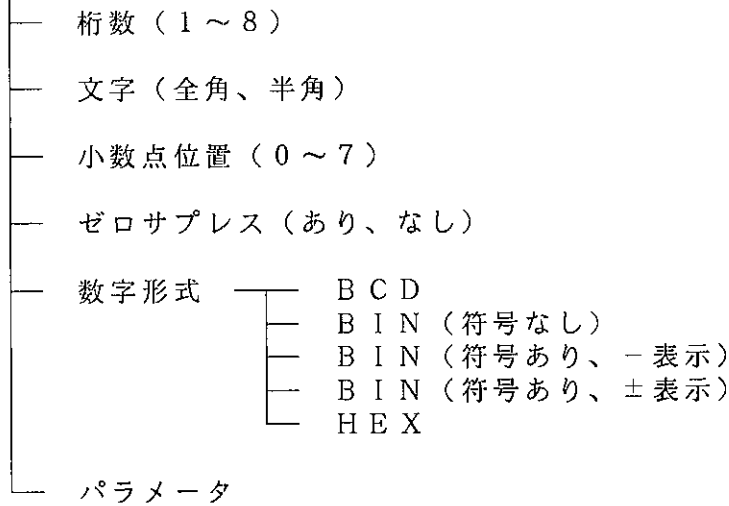 桁数（１～８）
文字（全角、半角）
小数点位置（０～７）
ゼロサプレス（あり、なし）
数字形式 ＢＣＤ
ＢＩＮ（符号なし）
ＢＩＮ（符号あり、－表示）
ＢＩＮ（符号あり、±表示）
ＨＥＸ
パラメータ